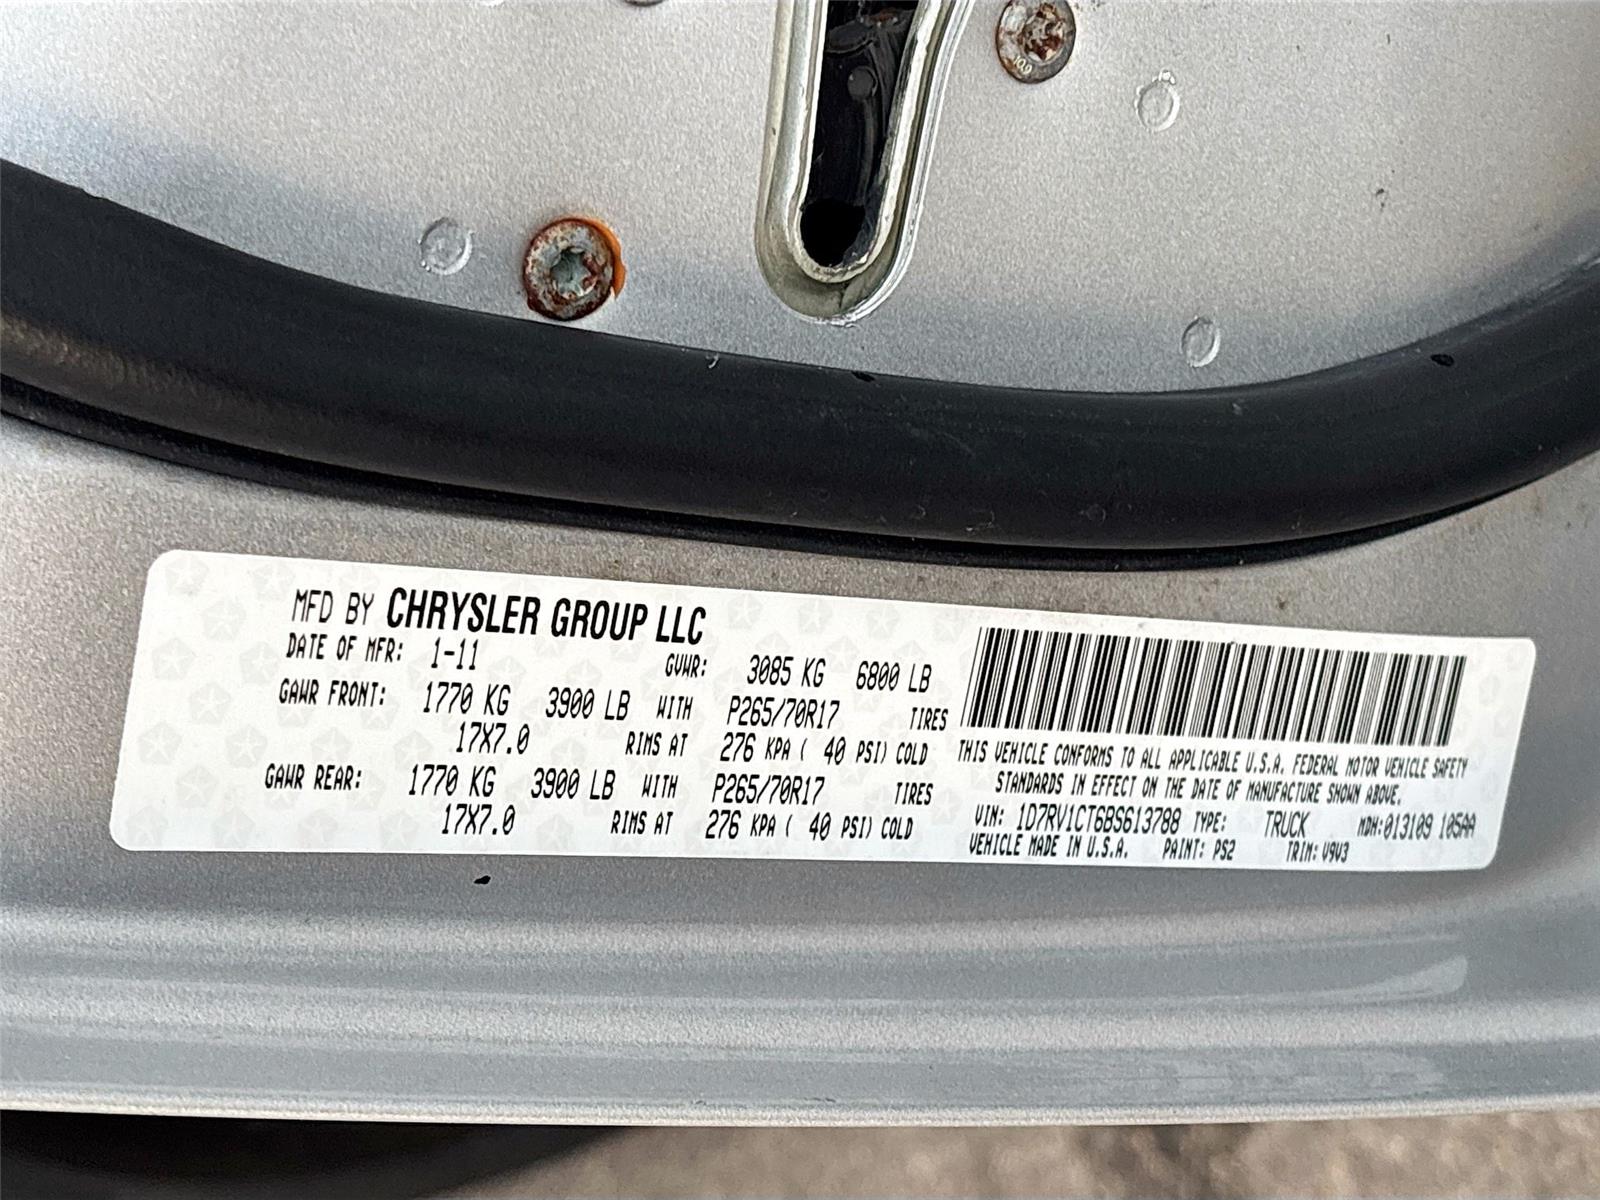 10.9
MFD BY CHRYSLER GROUP LLC
DATE OF MFR: 1-11 GVWR: 3085 KG 6800 LB
GAWR FRONT: 1770 KG 3900 LB WITH P265/70R17 TIRES
17X7.0 RIMS AT 276 KPA ( 40 PSI) COLD
GAWR REAR: 1770 KG 3900 LB WITH P265/70R17 TIRES
17X7.0 RIMS AT 276 KPA ( 40 PSI) COLD
THIS VEHICLE CONFORMS TO ALL APPLICABLE U.S.A. FEDERAL MOTOR VEHICLE SAFETY
STANDARDS IN EFFECT ON THE DATE OF MANUFACTURE SHOWN ABOVE.
VIN: 1D7RV1CT6BS613788 TYPE: TRUCK MDH:013109 105AA
VEHICLE MADE IN U.S.A. PAINT: PS2 TRIM: V9V3